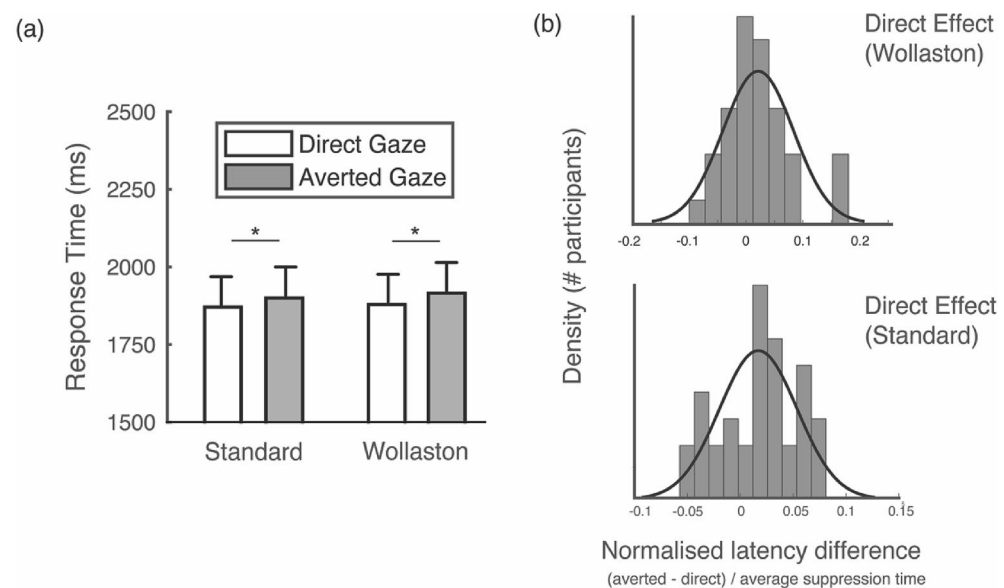 (a)
2500
2250
2000
1750
1500
Response Time (ms)
Direct Gaze
Averted Gaze
*
*
Standard
Wollaston
(b)
Direct Effect
(Wollaston)
-0.2
-0.1
0
0.1
0.2
Density (# participants)
Direct Effect
(Standard)
-0.1
-0.05
0
0.05
0.1
0.15
Normalised latency difference
(averted - direct) / average suppression time